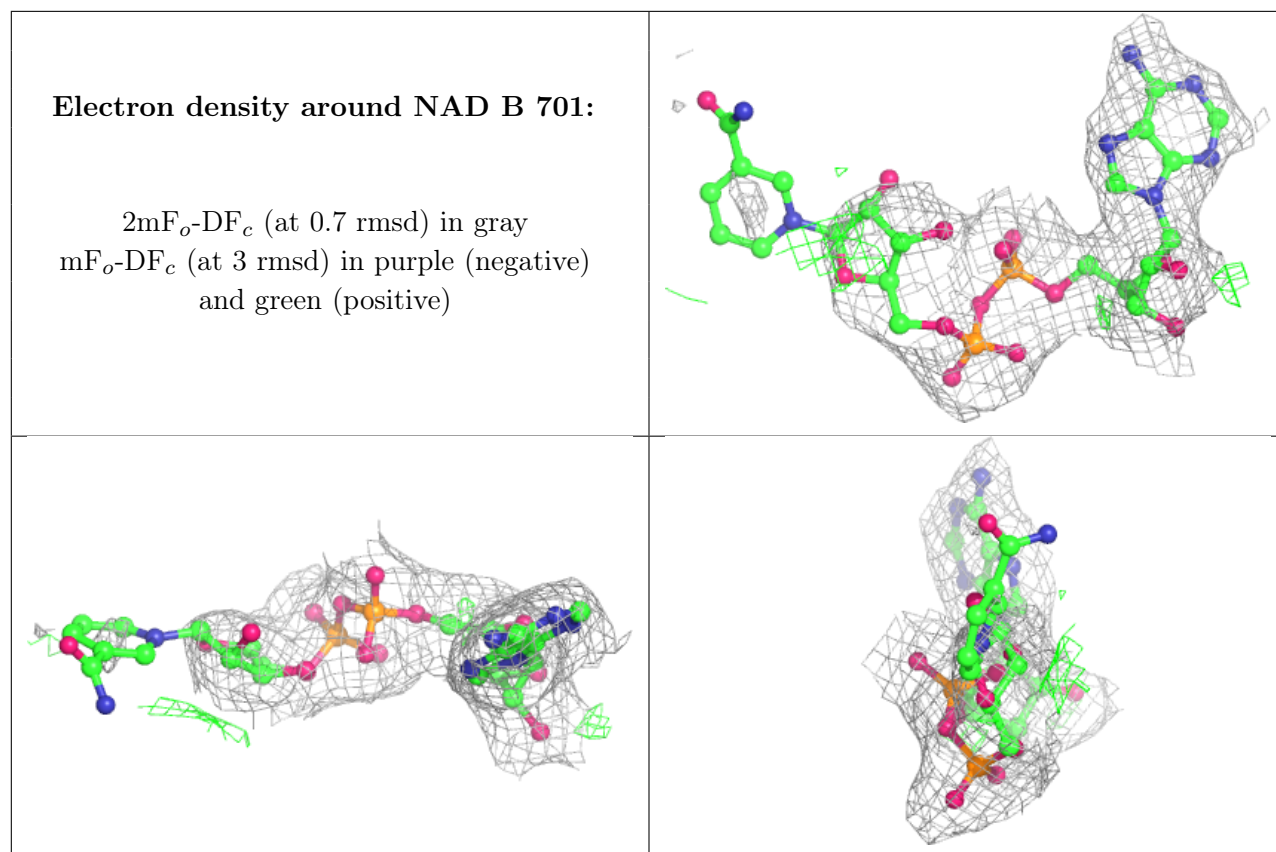 Electron density around NAD B 701:
2mFo-DFc (at 0.7 rmsd) in gray
mFo-DFc (at 3 rmsd) in purple (negative)
and green (positive)